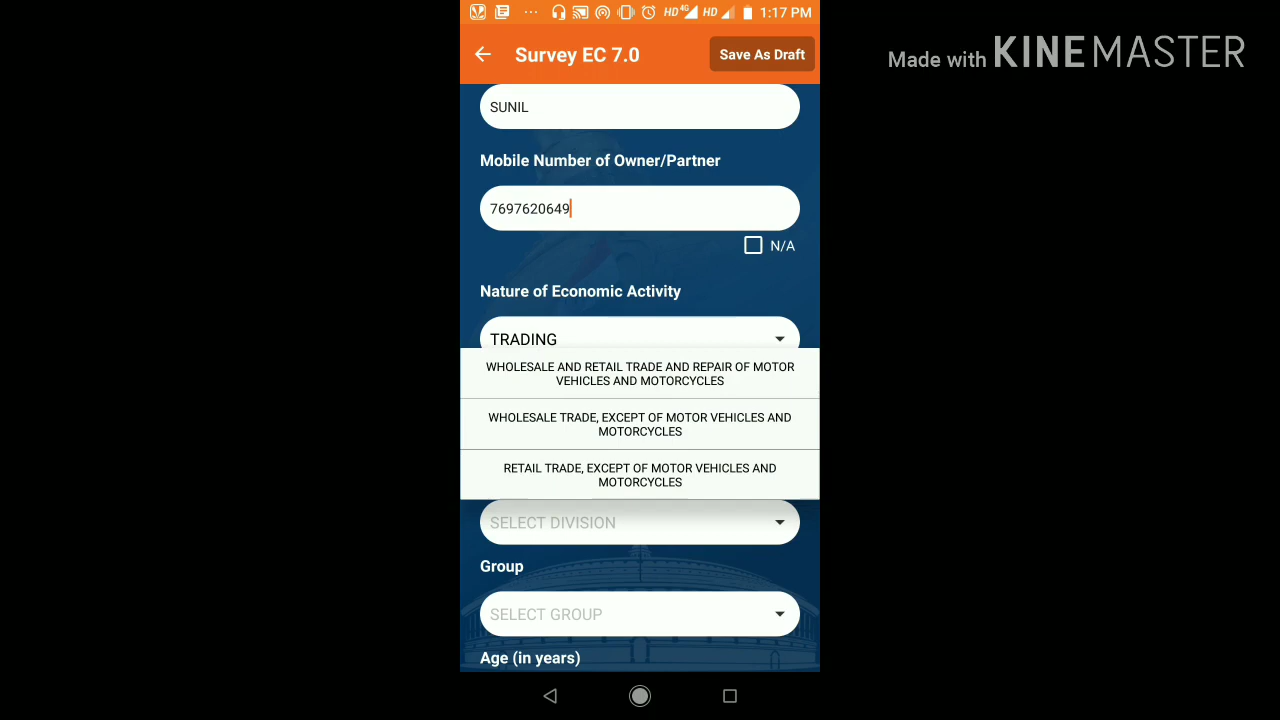 HD 4G HD 1:17 PM
Made with KINEMASTER
Survey EC 7.0
Save As Draft
SUNIL
Mobile Number of Owner/Partner
7697620649
N/A
Nature of Economic Activity
TRADING
WHOLESALE AND RETAIL TRADE AND REPAIR OF MOTOR
VEHICLES AND MOTORCYCLES
WHOLESALE TRADE, EXCEPT OF MOTOR VEHICLES AND
MOTORCYCLES
RETAIL TRADE, EXCEPT OF MOTOR VEHICLES AND
MOTORCYCLES
SELECT DIVISION
Group
SELECT GROUP
Age (in years)